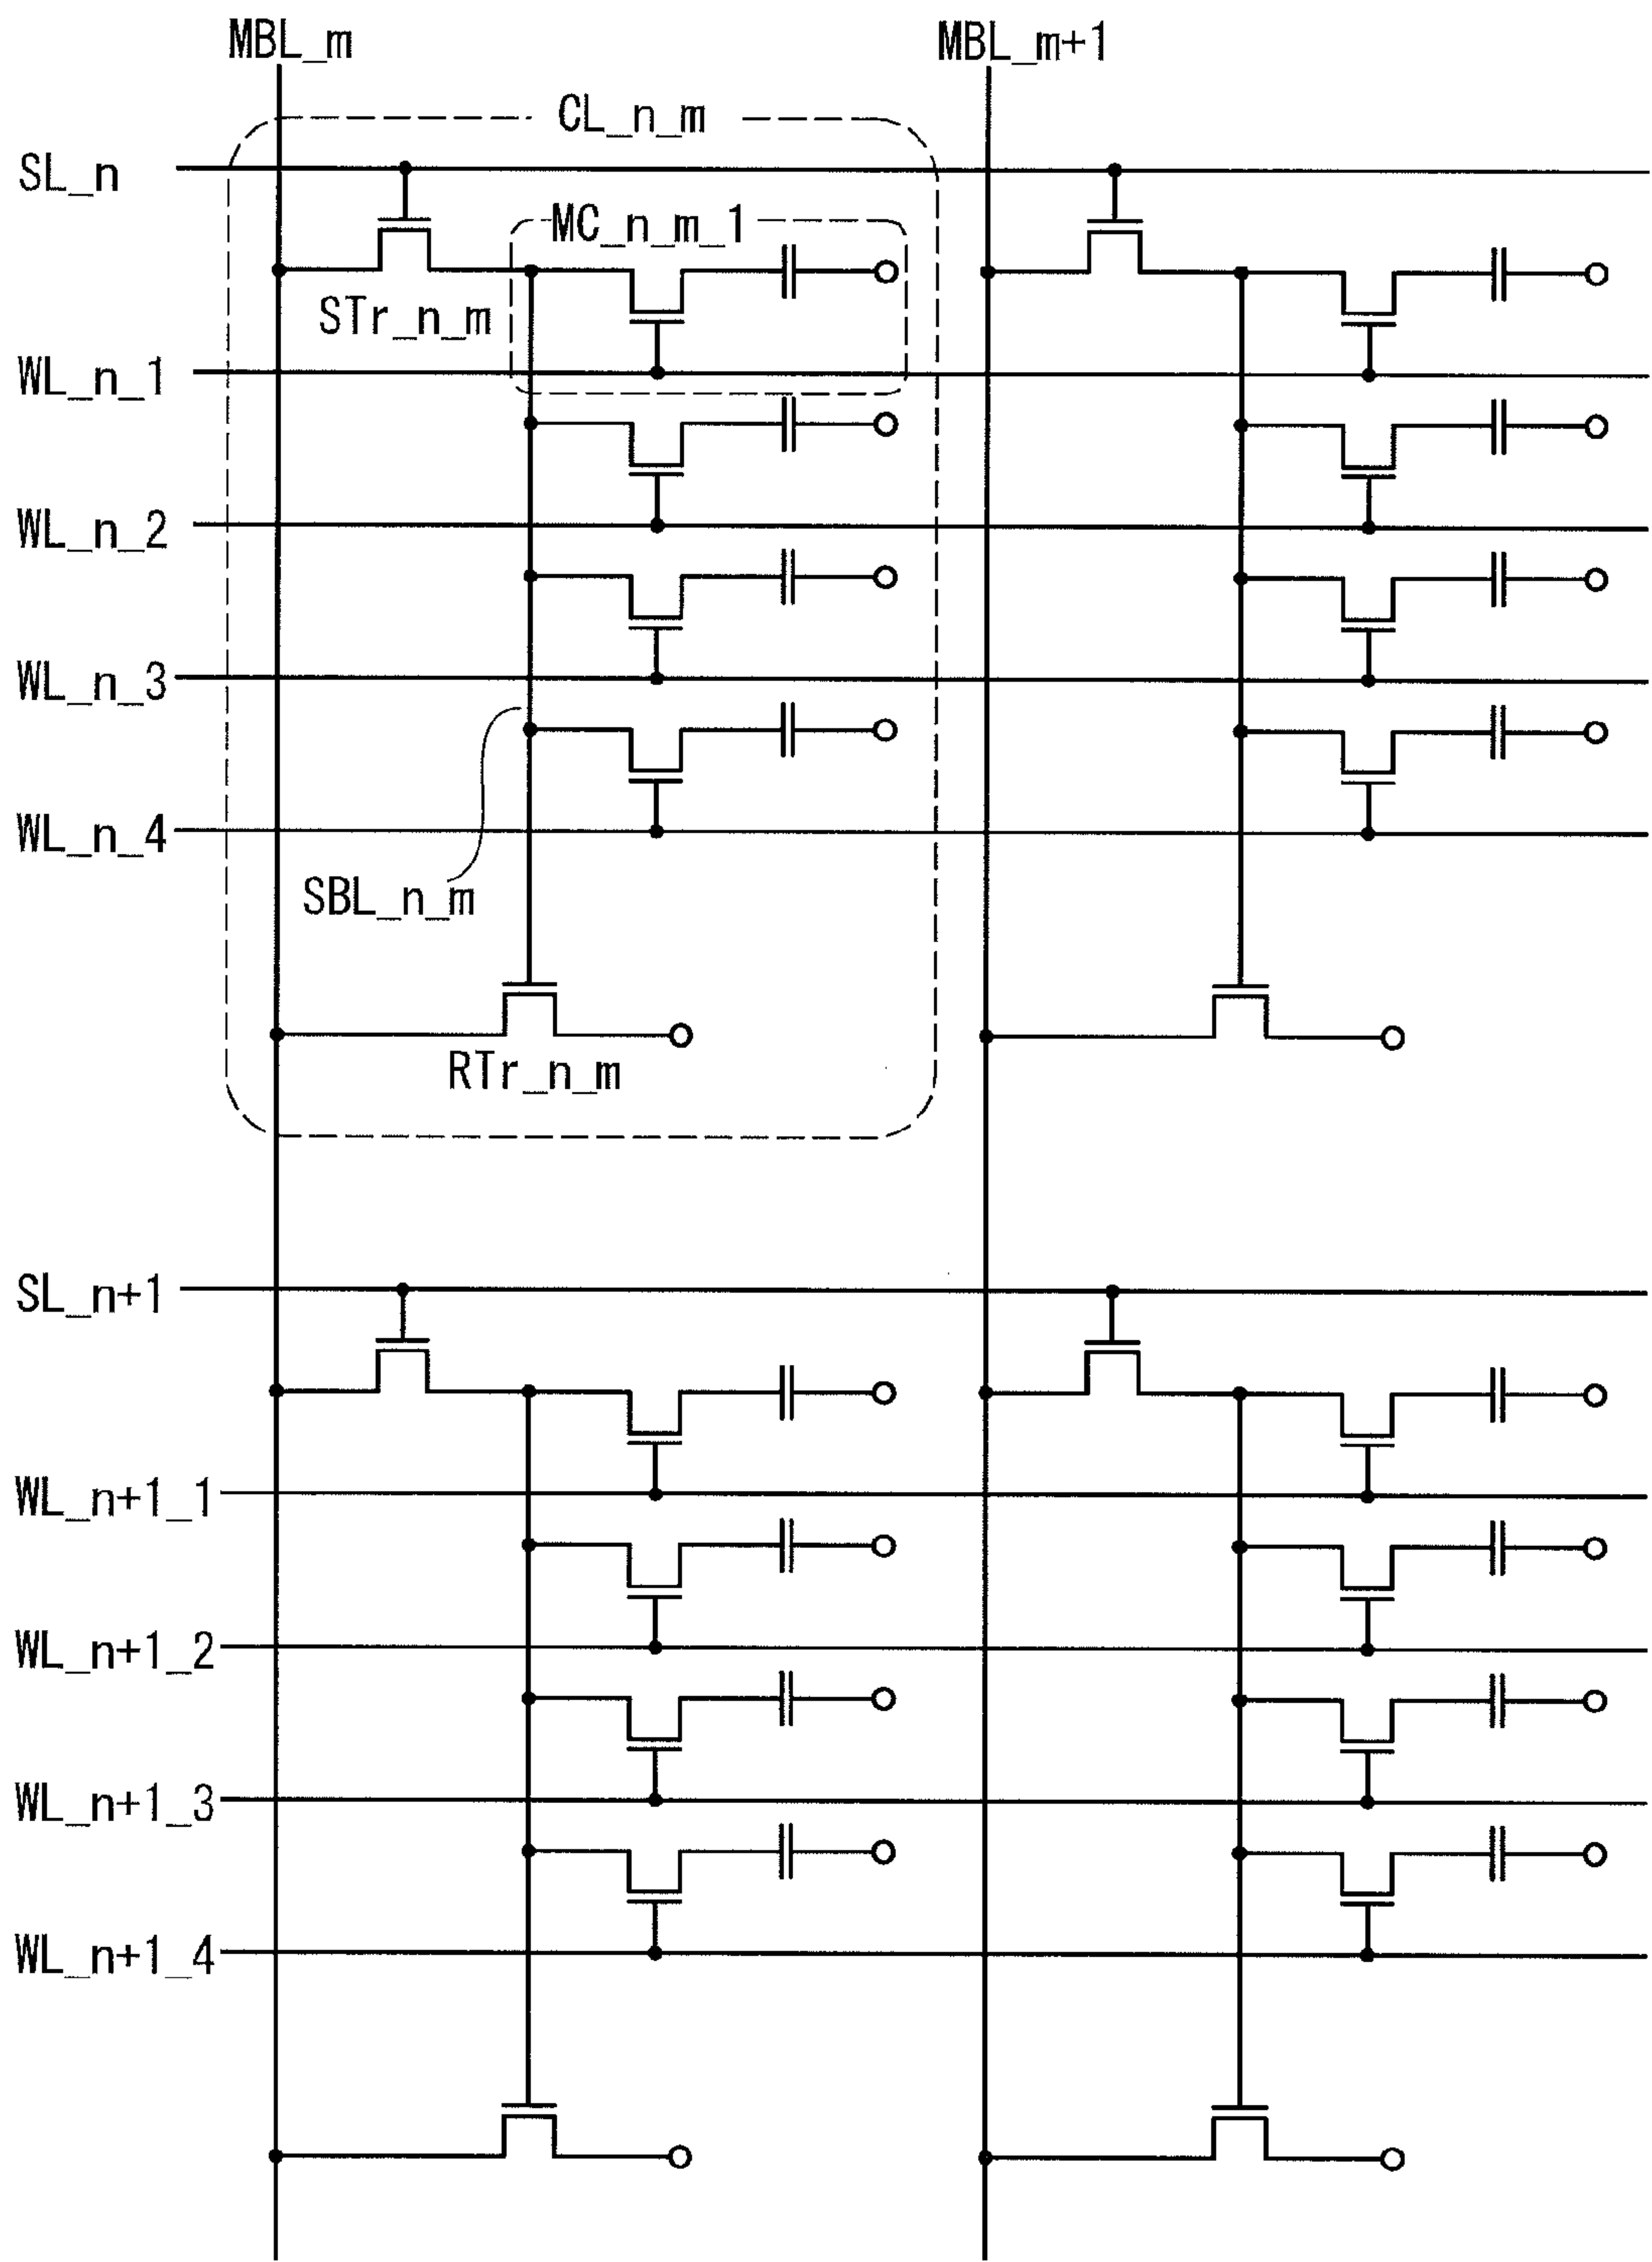 MBL_m
MBL_m+1
CL_n_m
SL_n
MC_n_m_1
STr_n_m
WL_n_1
WL_n_2
WL_n_3
WL_n_4
SBL_n_m
RTr_n_m
SL_n+1
WL_n+1_1
WL_n+1_2
WL_n+1_3
WL_n+1_4